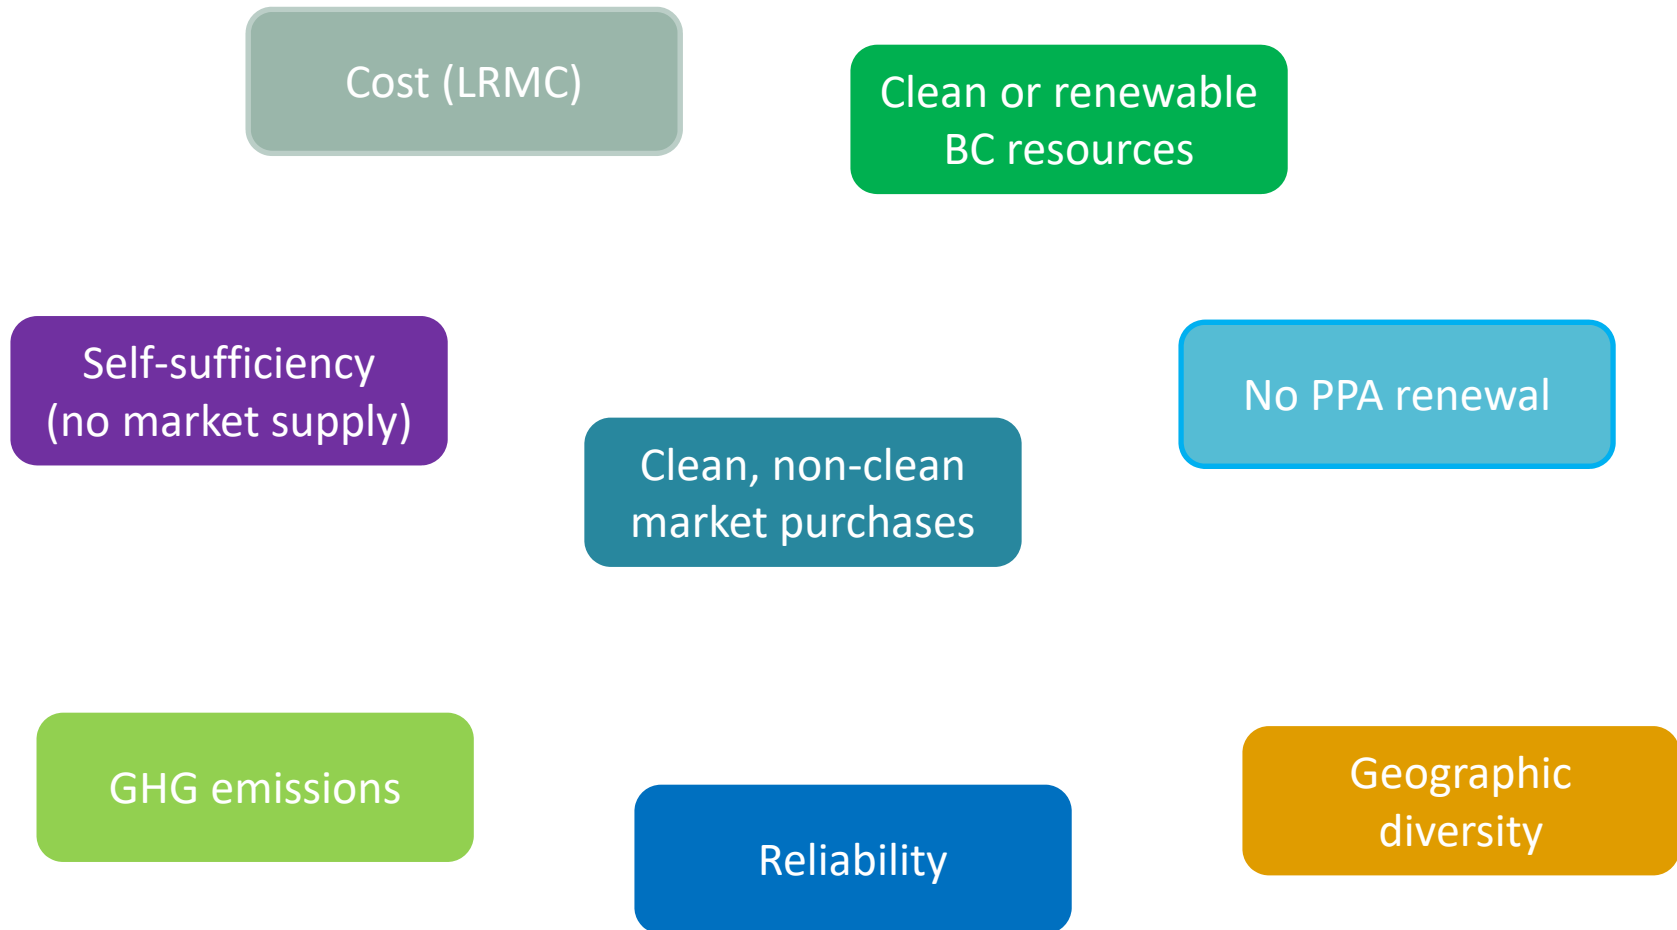 Cost (LRMC)
Clean or renewable
BC resources
Self-sufficiency
(no market supply)
No PPA renewal
Clean, non-clean
market purchases
GHG emissions
Reliability
Geographic
diversity